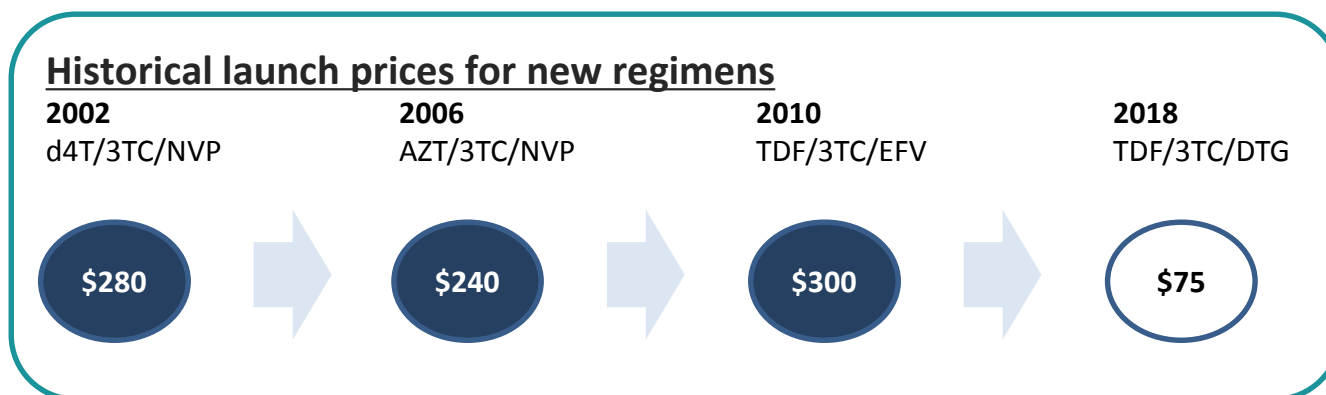 Historical launch prices for new regimens
2002
d4T/3TC/NVP
2006
AZT/3TC/NVP
2010
TDF/3TC/EFV
2018
TDF/3TC/DTG
$280
$240
$300
$75